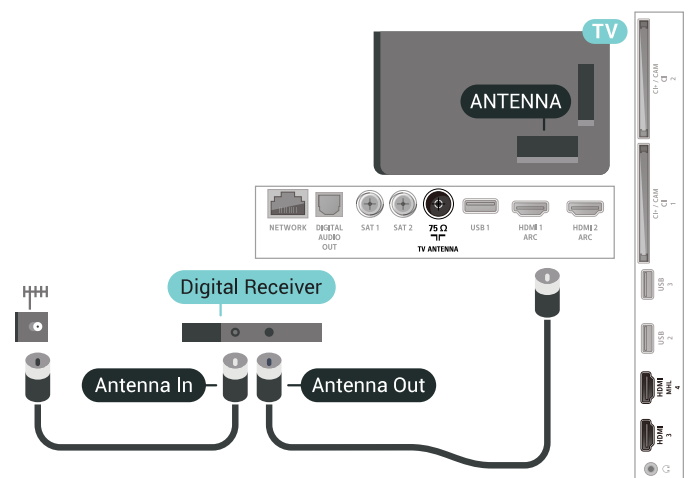 TV
ANTENNA
NETWORK
DIGITAL
AUDIO
OUT
SAT 1
SAT 2
75 Ω
TV ANTENNA
USB 1
HDMI 1
ARC
HDMI 2
ARC
Digital Receiver
Antenna In
Antenna Out
CI+ / CAM
CI
2
CI+ / CAM
CI
1
USB
3
USB
2
HDMI
MHL
4
HDMI
3